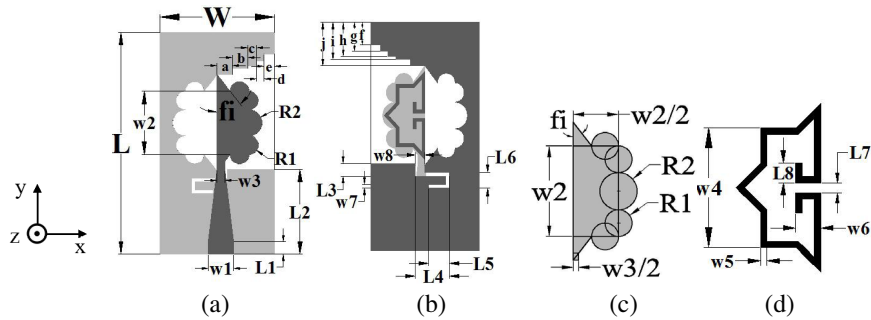 W
L
a
b
c
e
d
w2
fi
R2
R1
w3
L2
L1
w1
y
z
x
(a)
j
i
h
g
f
w8
L3
w7
L6
L5
L4
(b)
fi
w2/2
w2
R2
R1
w3/2
(c)
w4
L8
L7
w6
w5
(d)